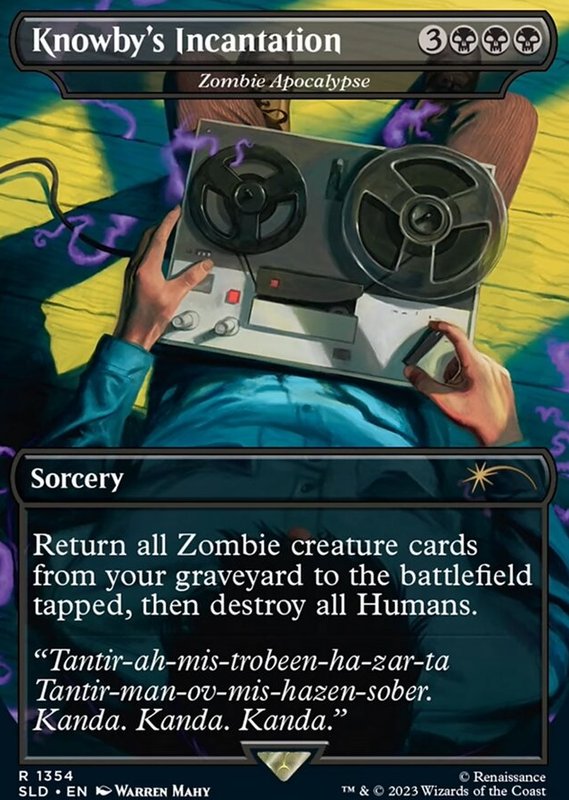 Knowby's Incantation 3
Zombie Apocalypse
Sorcery
Return all Zombie creature cards
from your graveyard to the battlefield
tapped, then destroy all Humans.
“Tantir-ah-mis-trobeen-ha-zar-ta
Tantir-man-ov-mis-hazen-sober.
Kanda. Kanda. Kanda.”
R 1354
SLD • EN Warren Mahy
© Renaissance
™ & © 2023 Wizards of the Coast